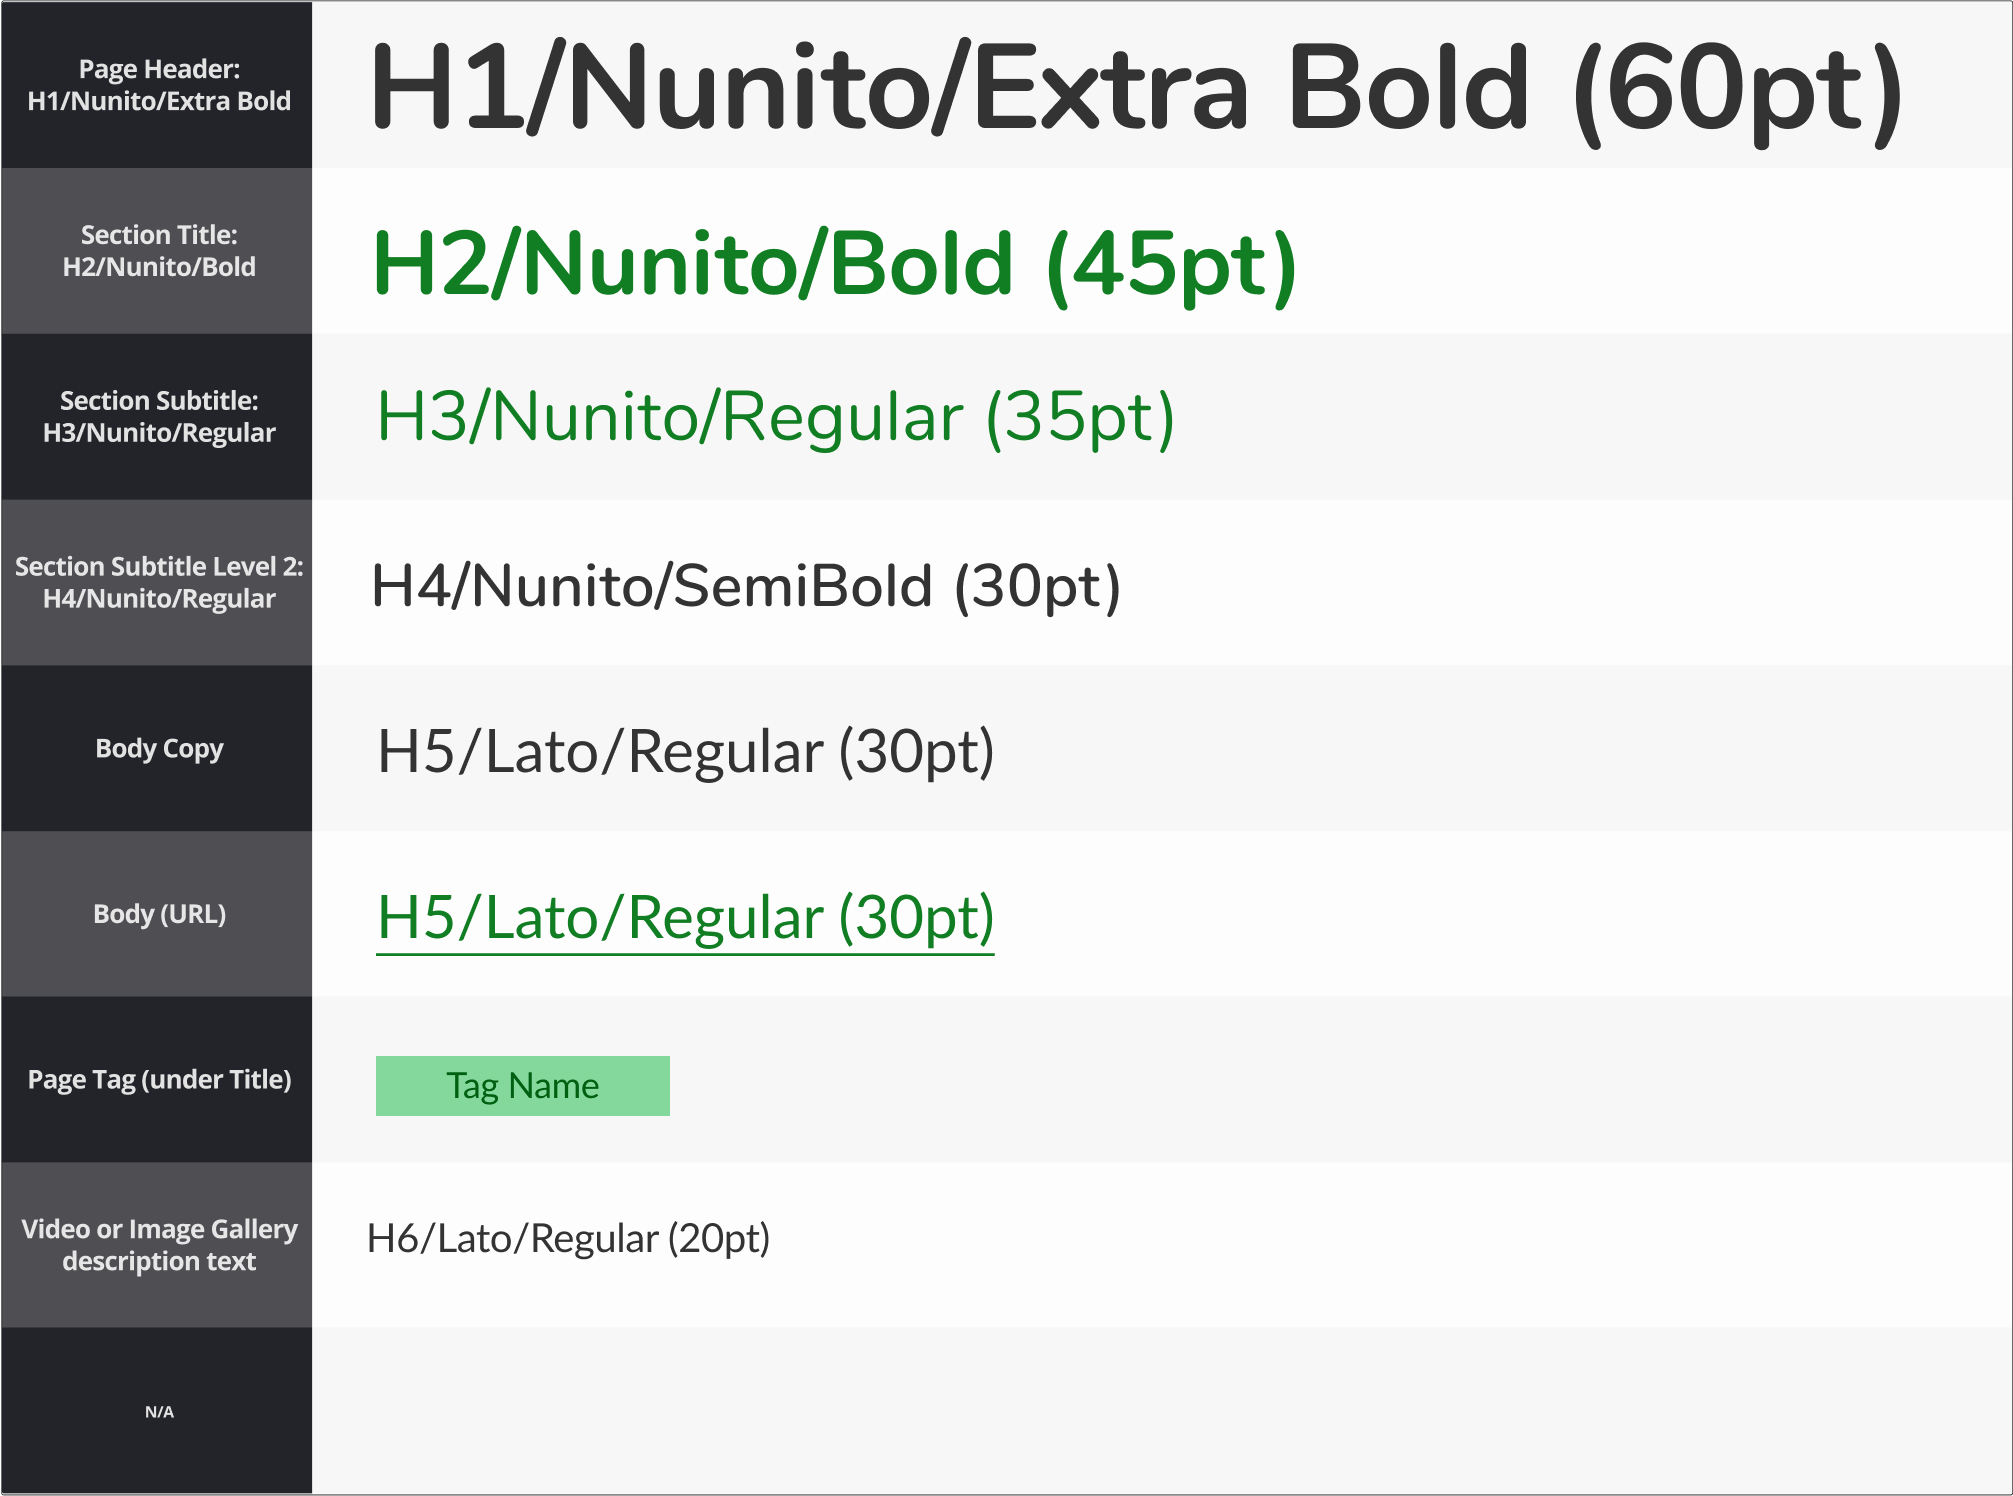 Page Header:
H1/Nunito/Extra Bold
H1/Nunito/Extra Bold (60pt)
Section Title:
H2/Nunito/Bold
H2/Nunito/Bold (45pt)
Section Subtitle:
H3/Nunito/Regular
H3/Nunito/Regular (35pt)
Section Subtitle Level 2:
H4/Nunito/Regular
H4/Nunito/SemiBold (30pt)
Body Copy
H5/Lato/Regular (30pt)
Body (URL)
H5/Lato/Regular (30pt)
Page Tag (under Title)
Tag Name
Video or Image Gallery
description text
H6/Lato/Regular (20pt)
N/A